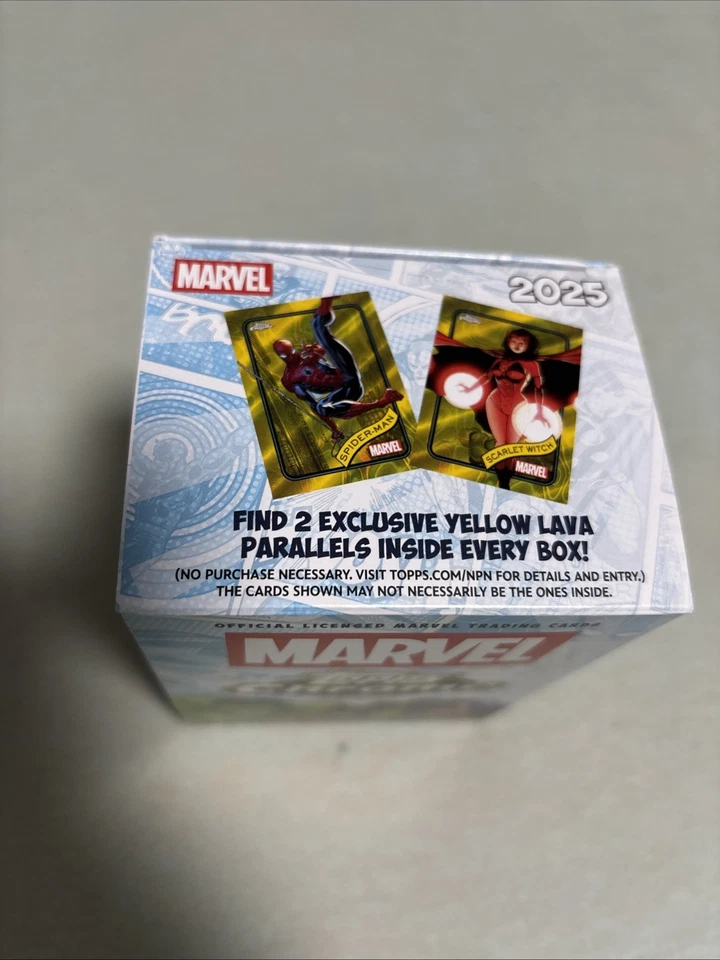 MARVEL
2025
SPIDER-MAN
MARVEL
SCARLET WITCH
MARVEL
FIND 2 EXCLUSIVE YELLOW LAVA
PARALLELS INSIDE EVERY BOX!
(NO PURCHASE NECESSARY. VISIT TOPPS.COM/NPN FOR DETAILS AND ENTRY.)
THE CARDS SHOWN MAY NOT NECESSARILY BE THE ONES INSIDE.
OFFICIAL LICENSED MARVEL TRADING CARDS
MARVEL